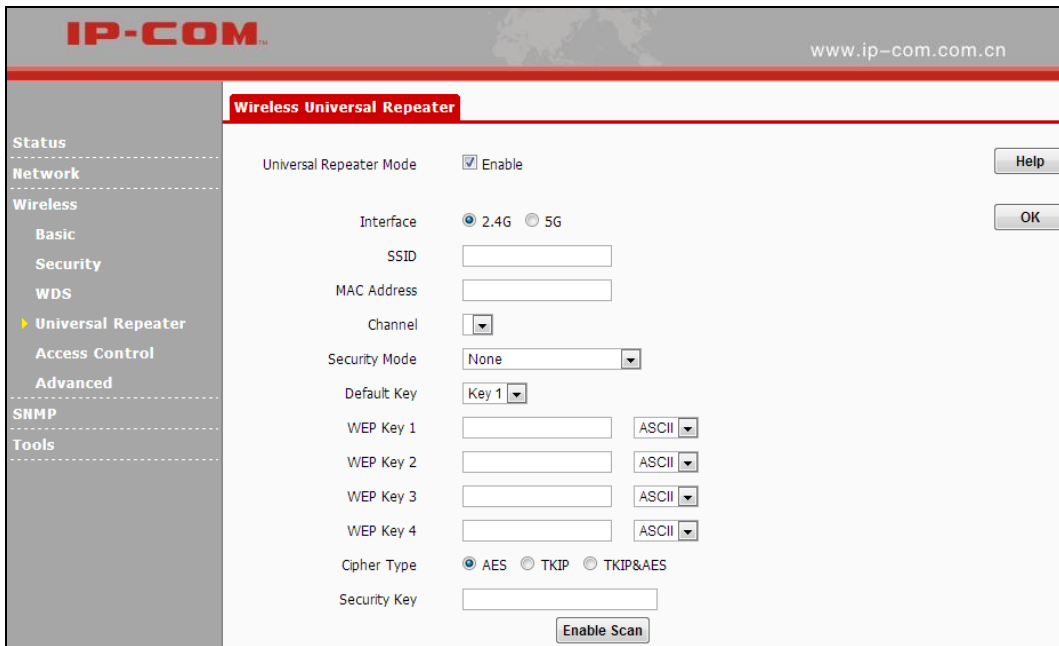 IP-COM™
www.ip-com.com.cn
Wireless Universal Repeater
Status
Network
Wireless
Basic
Security
WDS
Universal Repeater
Access Control
Advanced
SNMP
Tools
Universal Repeater Mode Enable
Help
Interface 2.4G 5G
OK
SSID
MAC Address
Channel
Security Mode None
Default Key Key 1
WEP Key 1 ASCII
WEP Key 2 ASCII
WEP Key 3 ASCII
WEP Key 4 ASCII
Cipher Type AES TKIP TKIP&AES
Security Key
Enable Scan